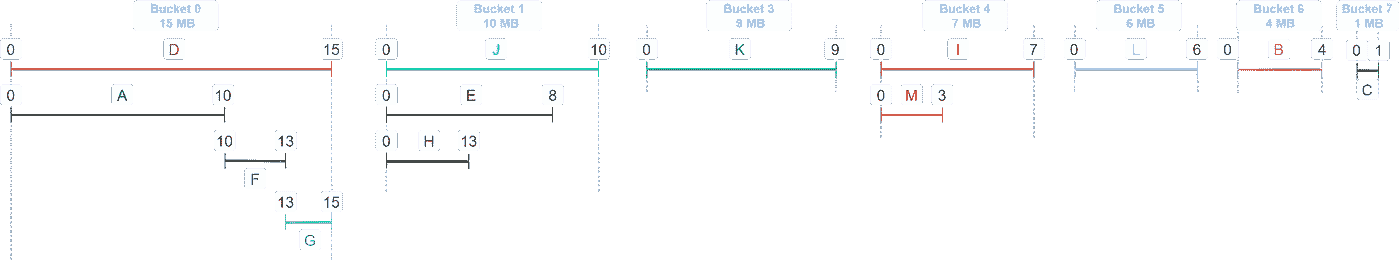 Bucket 0 Bucket 1 Bucket 3 Bucket 4 Bucket 5 Bucket 6 Bucket 7
15 MB 10 MB 9 MB 7 MB 6 MB 4 MB 1 MB
0 D 15 0 J 10 0 K 9 0 I 7 0 L 6 0 B 4 0 1
0 A 10 0 E 8 0 M 3 C
10 13 0 H 13
F
13 15
G